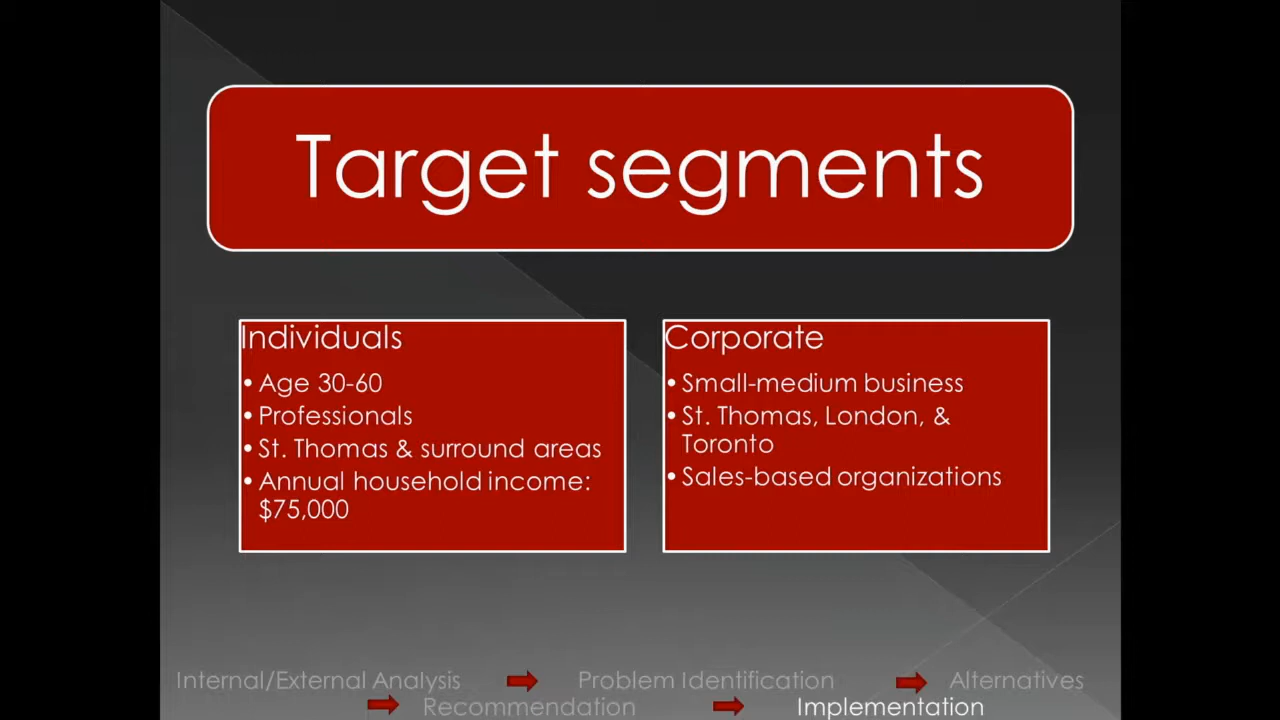 Target segments
Individuals
• Age 30-60
• Professionals
• St. Thomas & surround areas
• Annual household income:
$75,000
Corporate
• Small-medium business
• St. Thomas, London, &
Toronto
• Sales-based organizations
Internal/External Analysis Problem Identification Alternatives
Recommendation Implementation